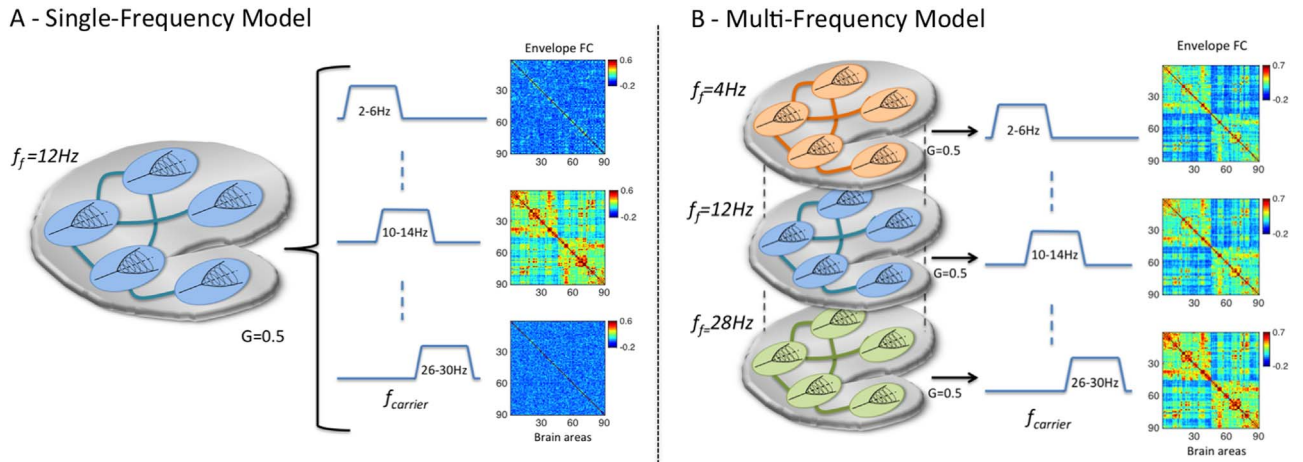 A - Single-Frequency Model
f_f=12Hz
G=0.5
2-6Hz
10-14Hz
26-30Hz
f_carrier
Envelope FC
30
60
90
30 60 90
0.6
-0.2
30
60
90
30 60 90
0.6
-0.2
30
60
90
30 60 90
0.6
-0.2
Brain areas
B - Multi-Frequency Model
f_f=4Hz
G=0.5
2-6Hz
f_f=12Hz
G=0.5
10-14Hz
f_f=28Hz
G=0.5
26-30Hz
f_carrier
Envelope FC
30
60
90
30 60 90
0.7
-0.2
30
60
90
30 60 90
0.7
-0.2
30
60
90
30 60 90
0.7
-0.2
Brain areas